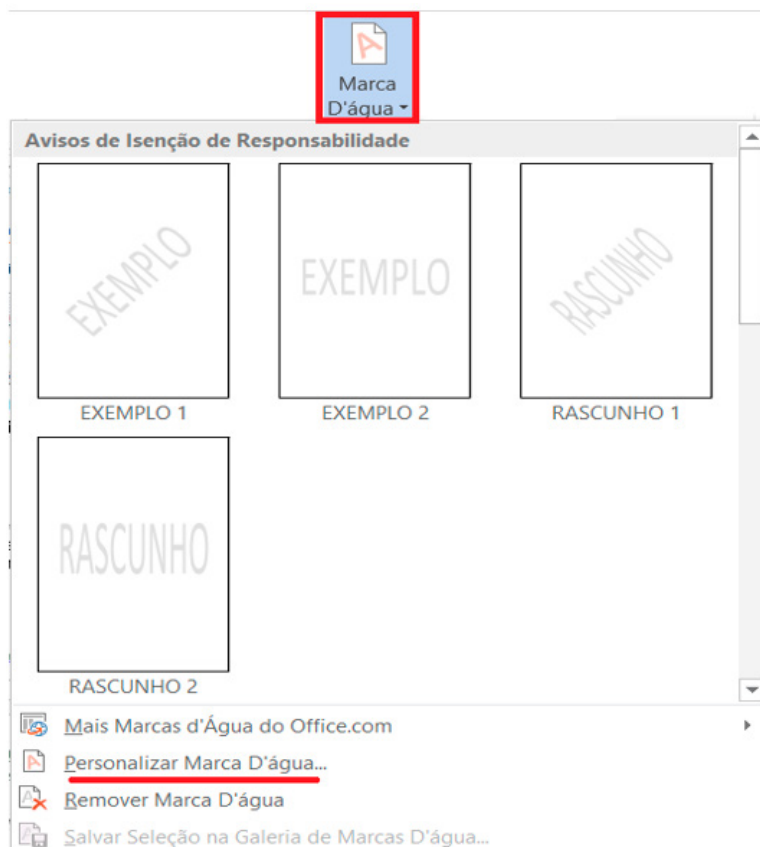 Marca
D'água
Avisos de Isenção de Responsabilidade
EXEMPLO
EXEMPLO
RASCUNHO
EXEMPLO 1
EXEMPLO 2
RASCUNHO 1
RASCUNHO
RASCUNHO 2
Mais Marcas d'Água do Office.com
Personalizar Marca D'água...
Remover Marca D'água
Salvar Seleção na Galeria de Marcas D'água...